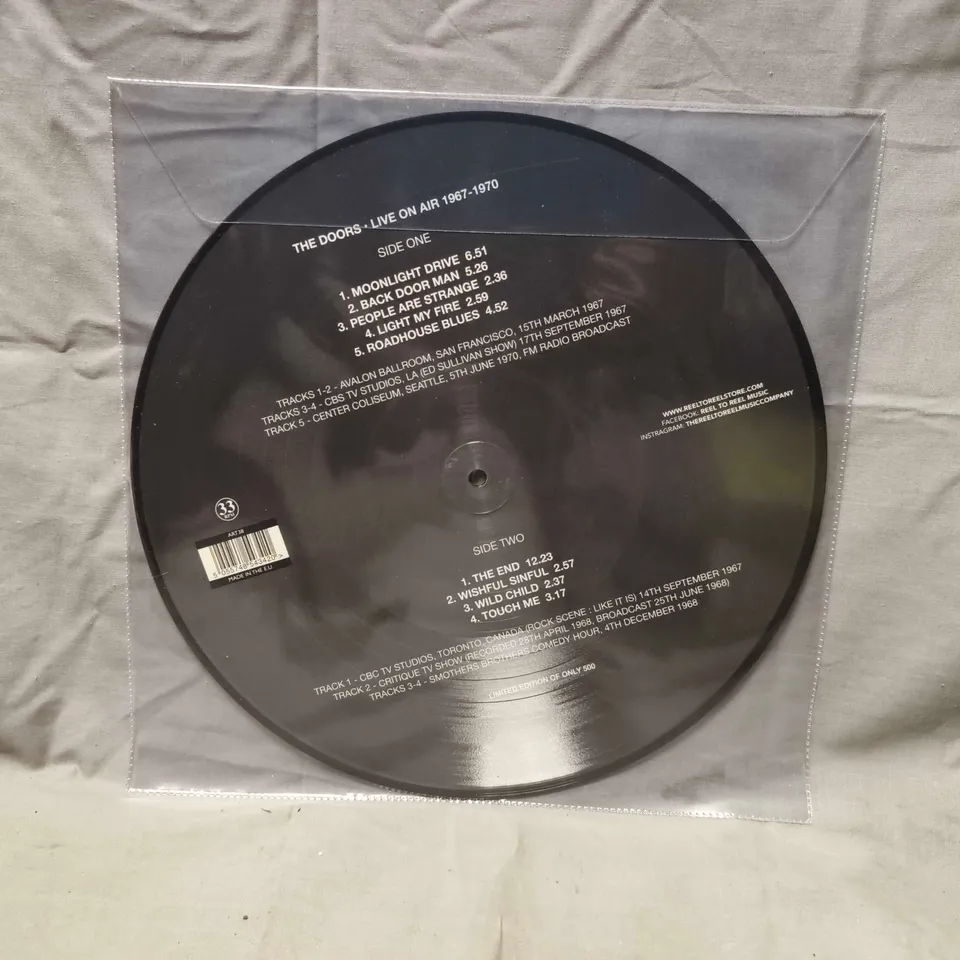 THE DOORS · LIVE ON AIR 1967-1970
SIDE ONE
1. MOONLIGHT DRIVE 6.51
2. BACK DOOR MAN 5.26
3. PEOPLE ARE STRANGE 2.36
4. LIGHT MY FIRE 2.59
5. ROADHOUSE BLUES 4.52
TRACKS 1-2 - AVALON BALLROOM, SAN FRANCISCO, 15TH MARCH 1967
TRACKS 3-4 - CBS TV STUDIOS, LA (ED SULLIVAN SHOW) 17TH SEPTEMBER 1967
TRACK 5 - CENTER COLISEUM, SEATTLE, 5TH JUNE 1970, FM RADIO BROADCAST
WWW.REELTOREELSTORE.COM
FACEBOOK: REEL TO REEL MUSIC
INSTRAGRAM: THEREELTOREELMUSICCOMPANY
33
RPM
ART38
MADE IN THE E.U
SIDE TWO
1. THE END 12.23
2. WISHFUL SINFUL 2.57
3. WILD CHILD 2.37
4. TOUCH ME 3.17
TRACK 1 - CBC TV STUDIOS, TORONTO, CANADA (ROCK SCENE : LIKE IT IS) 14TH SEPTEMBER 1967
TRACK 2 - CRITIQUE TV SHOW (RECORDED 28TH APRIL 1968, BROADCAST 25TH JUNE 1968)
TRACKS 3-4 - SMOTHERS BROTHERS COMEDY HOUR, 4TH DECEMBER 1968
LIMITED EDITION OF ONLY 500